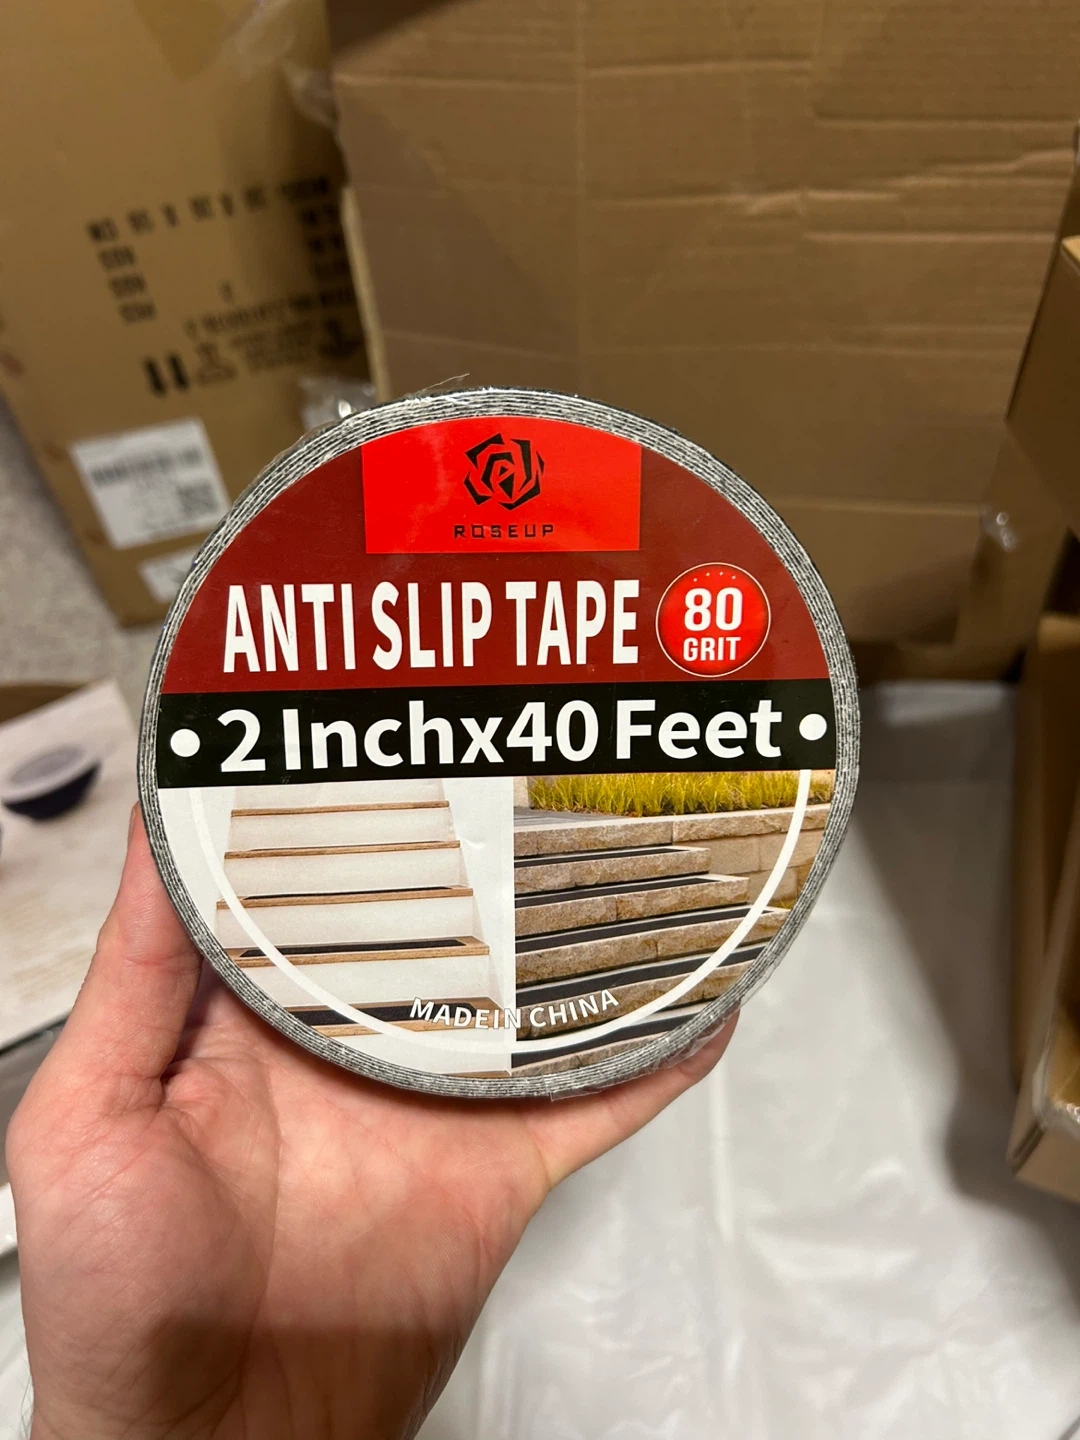 ROSEUP
ANTI SLIP TAPE
80
GRIT
• 2 Inchx40 Feet •
MADEIN CHINA